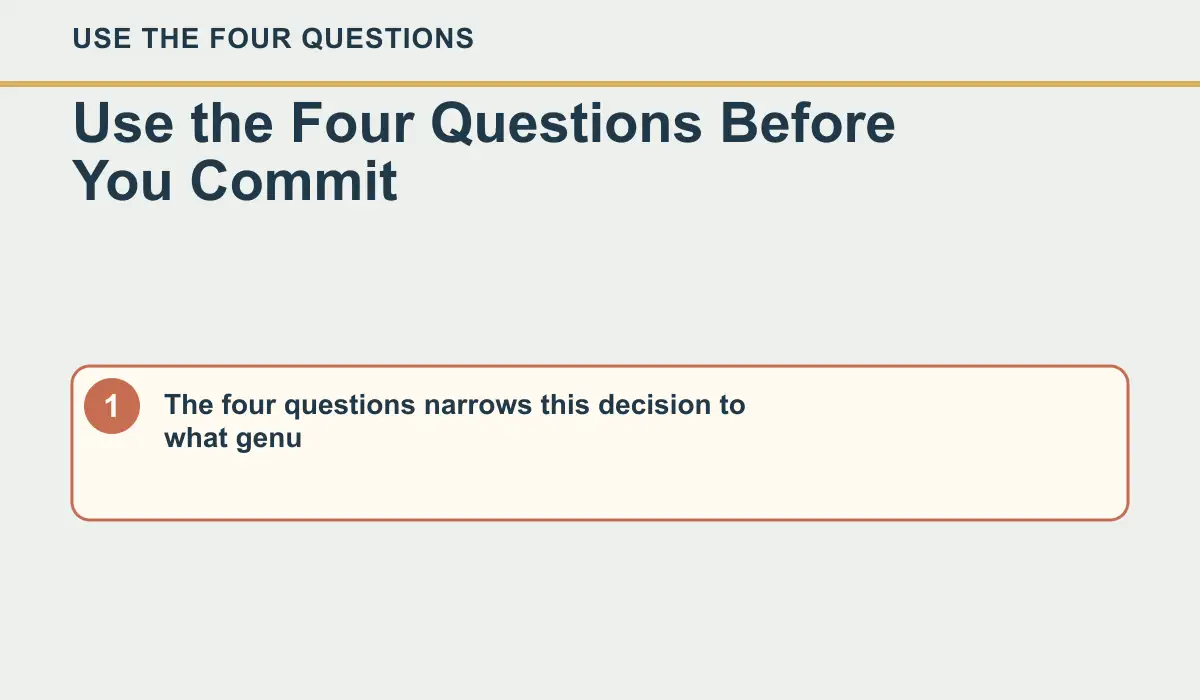 USE THE FOUR QUESTIONS
Use the Four Questions Before
You Commit
1
The four questions narrows this decision to
what genu